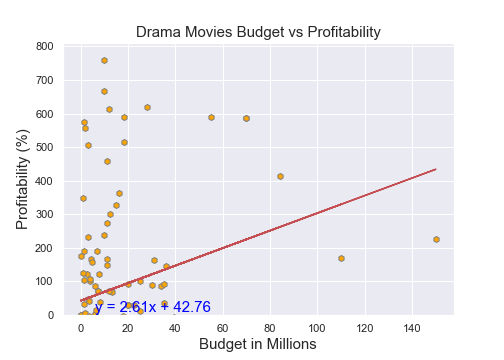 Drama Movies Budget vs Profitability
800
700
600
500
400
300
200
100
0
Profitability (%)
y = 2.61x + 42.76
0 20 40 60 80 100 120 140
Budget in Millions